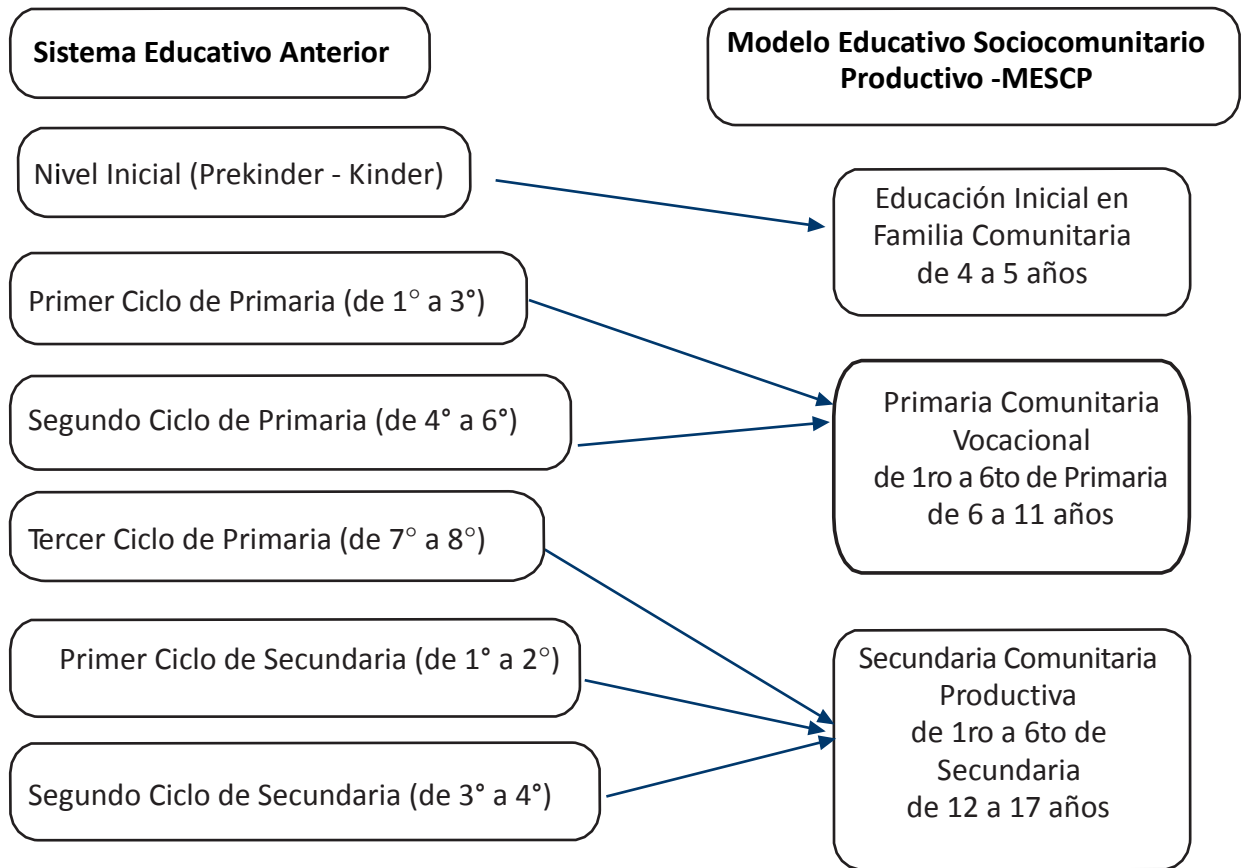 Sistema Educativo Anterior
Modelo Educativo Sociocomunitario
Productivo -MESCP
Nivel Inicial (Prekinder - Kinder)
Primer Ciclo de Primaria (de 1° a 3°)
Segundo Ciclo de Primaria (de 4° a 6°)
Tercer Ciclo de Primaria (de 7° a 8°)
Primer Ciclo de Secundaria (de 1° a 2°)
Segundo Ciclo de Secundaria (de 3° a 4°)
Educación Inicial en
Familia Comunitaria
de 4 a 5 años
Primaria Comunitaria
Vocacional
de 1ro a 6to de Primaria
de 6 a 11 años
Secundaria Comunitaria
Productiva
de 1ro a 6to de
Secundaria
de 12 a 17 años